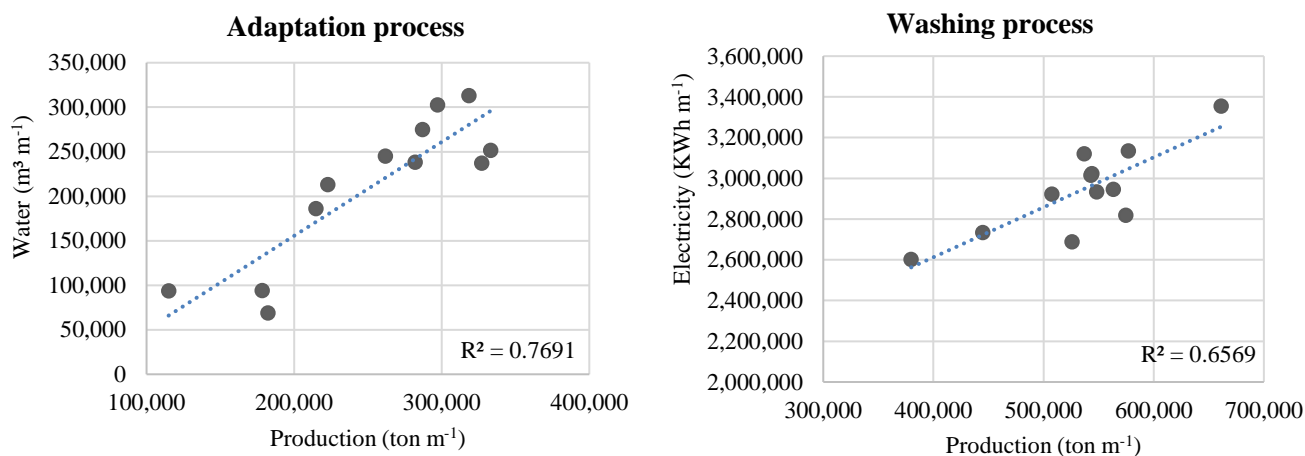 Adaptation process
Water (m³ m⁻¹)
350,000
300,000
250,000
200,000
150,000
100,000
50,000
0
R² = 0.7691
100,000 200,000 300,000 400,000
Production (ton m⁻¹)
Washing process
Electricity (KWh m⁻¹)
3,600,000
3,400,000
3,200,000
3,000,000
2,800,000
2,600,000
2,400,000
2,200,000
2,000,000
R² = 0.6569
300,000 400,000 500,000 600,000 700,000
Production (ton m⁻¹)